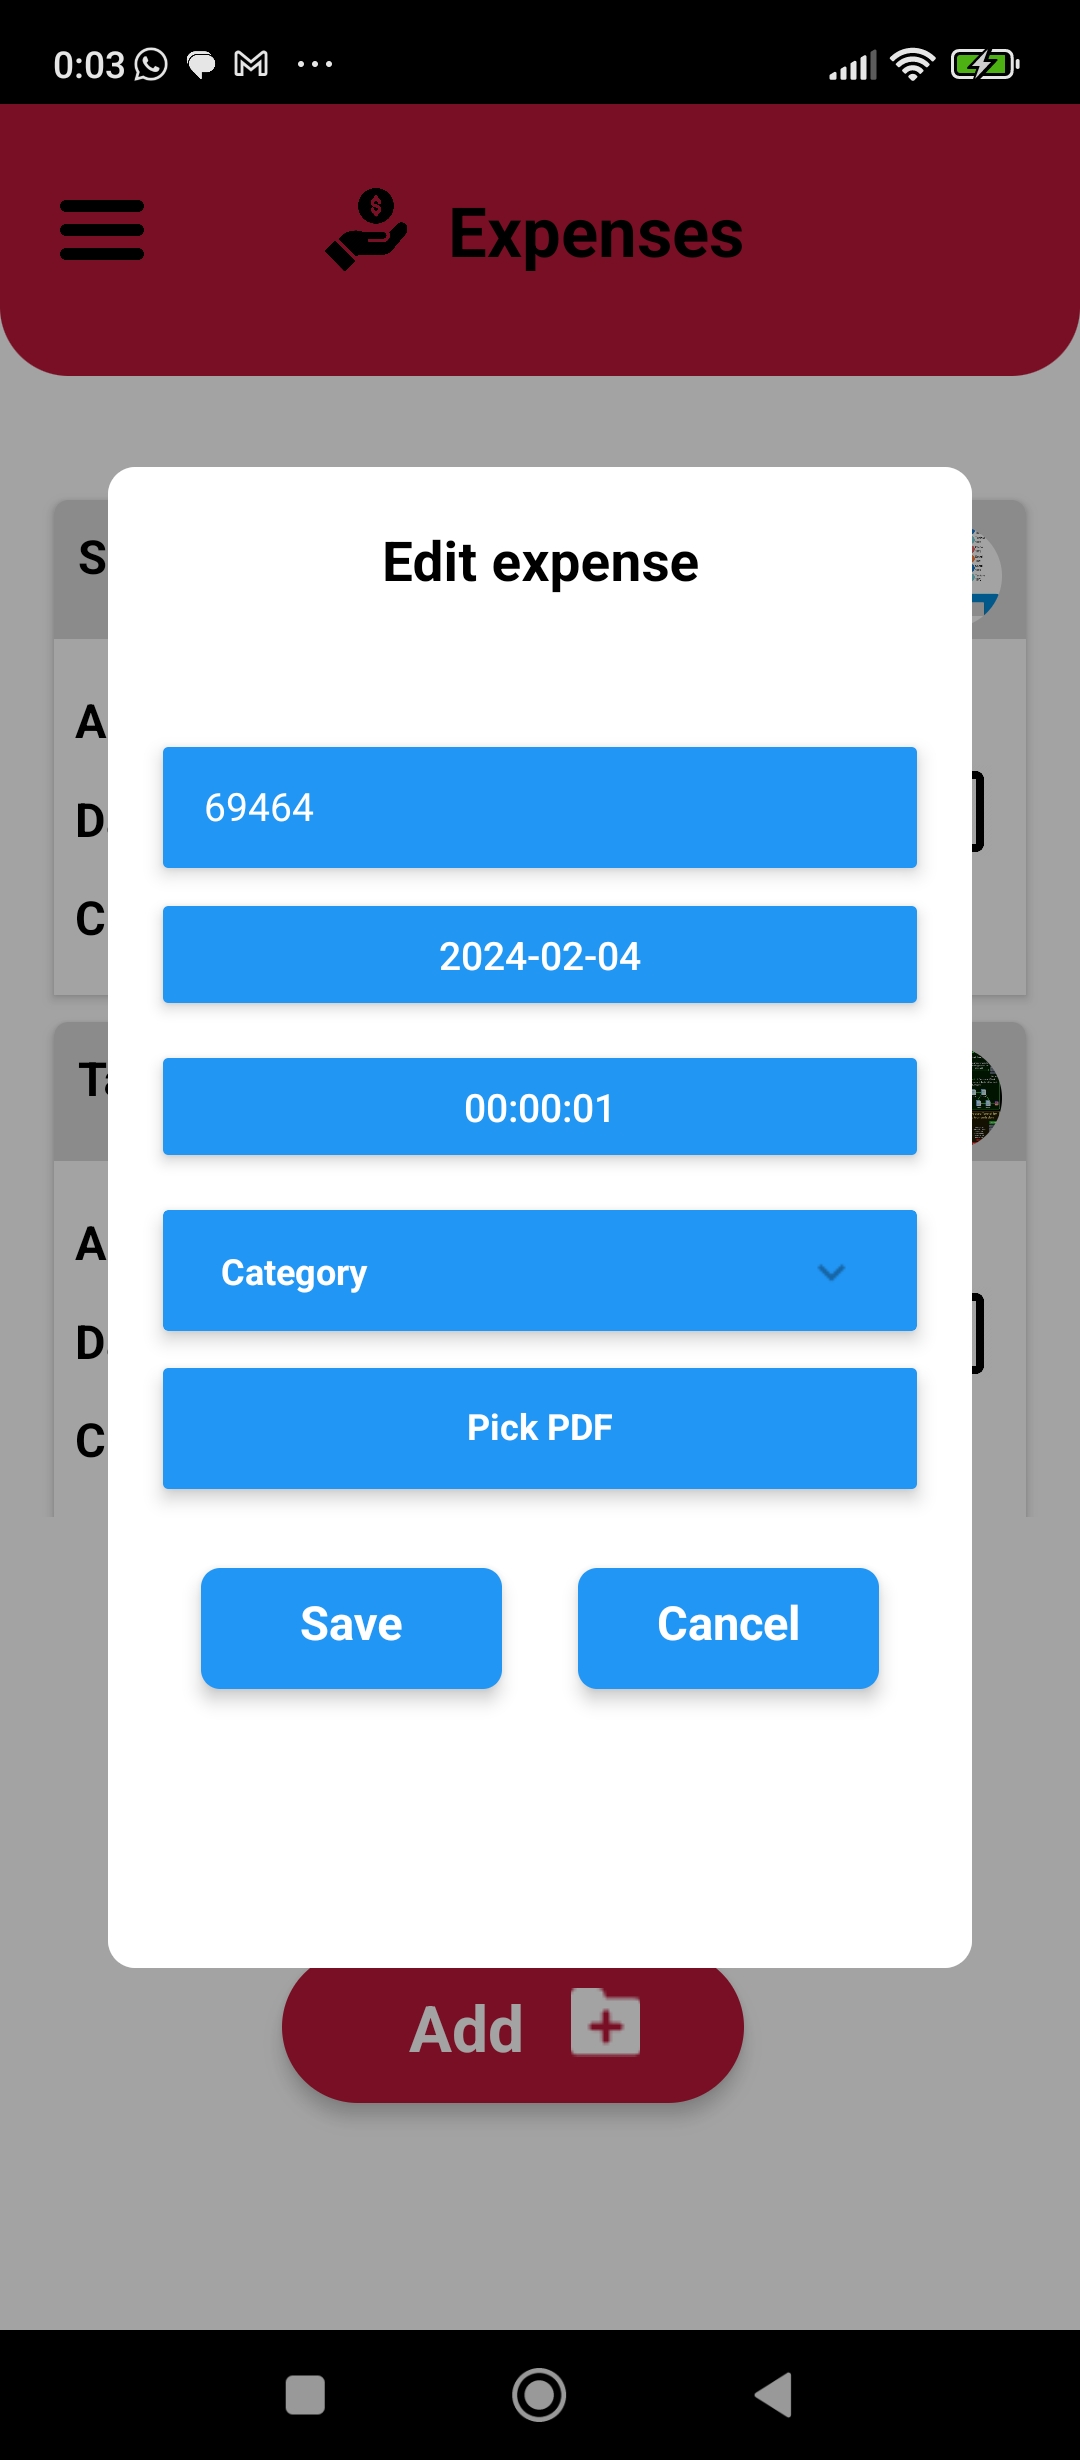 0:03
Expenses
Edit expense
S
A
D
C
69464
2024-02-04
00:00:01
Category
Pick PDF
Save
Cancel
T
A
D
C
Add